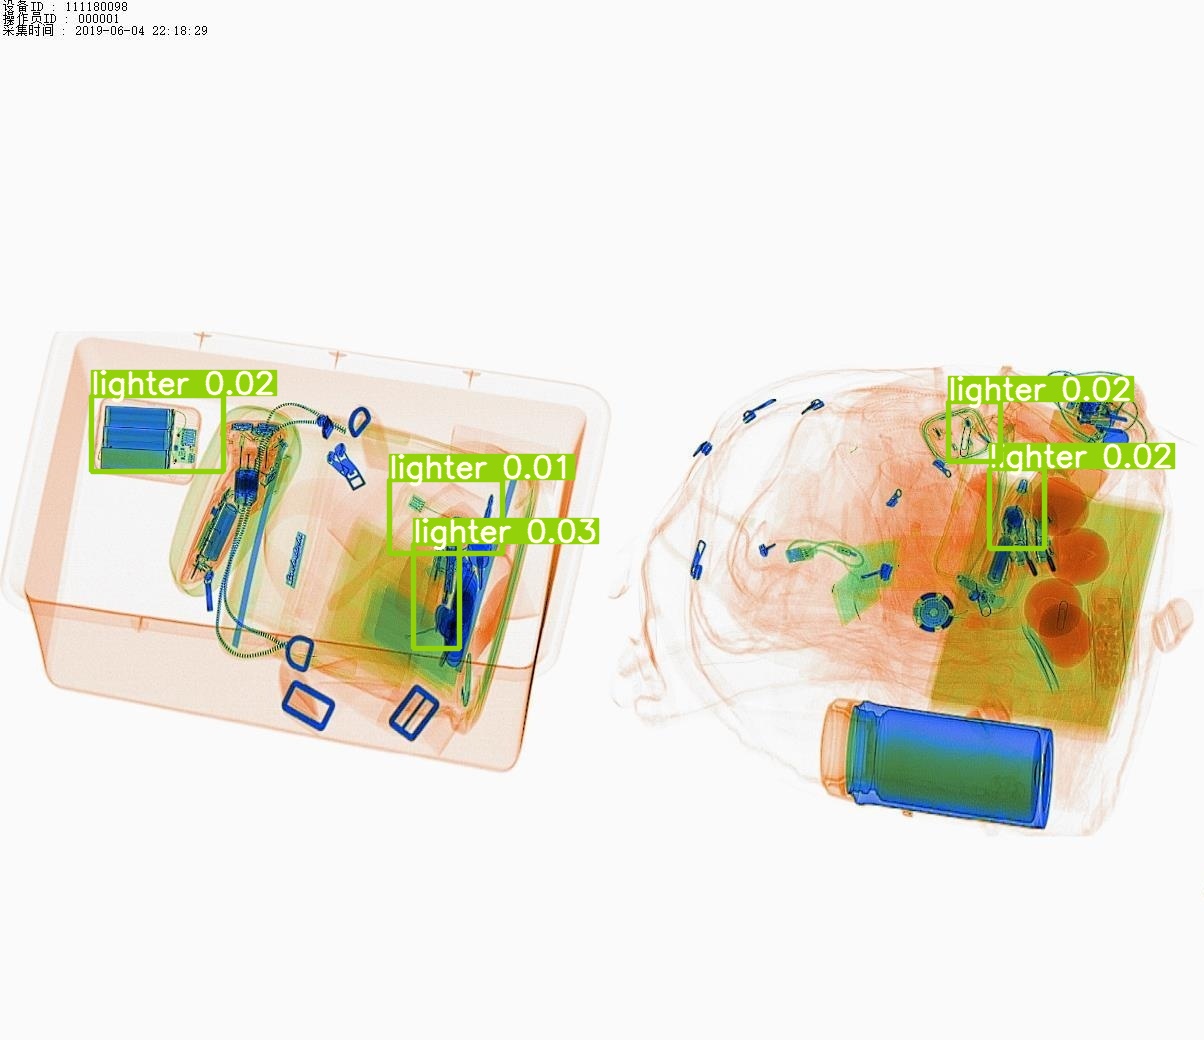 设备ID : 111180098
操作员ID : 000001
采集时间 : 2019-06-04 22:18:29
lighter 0.02
lighter 0.02
lighter 0.01
lighter 0.02
lighter 0.03